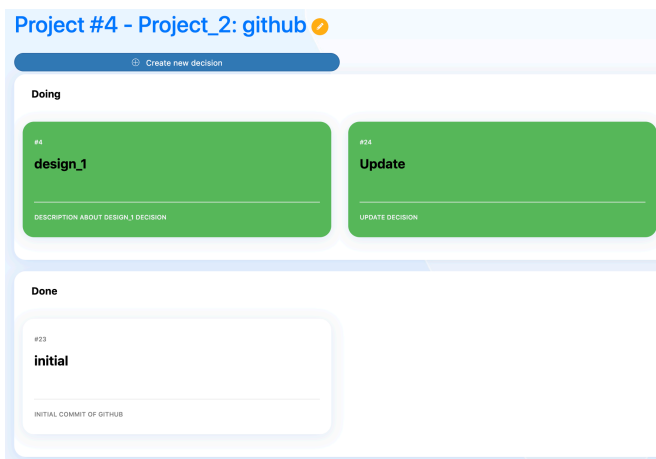 Project #4 - Project_2: github
Create new decision
Doing
#4
design_1
DESCRIPTION ABOUT DESIGN_1 DECISION
#24
Update
UPDATE DECISION
Done
#23
initial
INITIAL COMMIT OF GITHUB